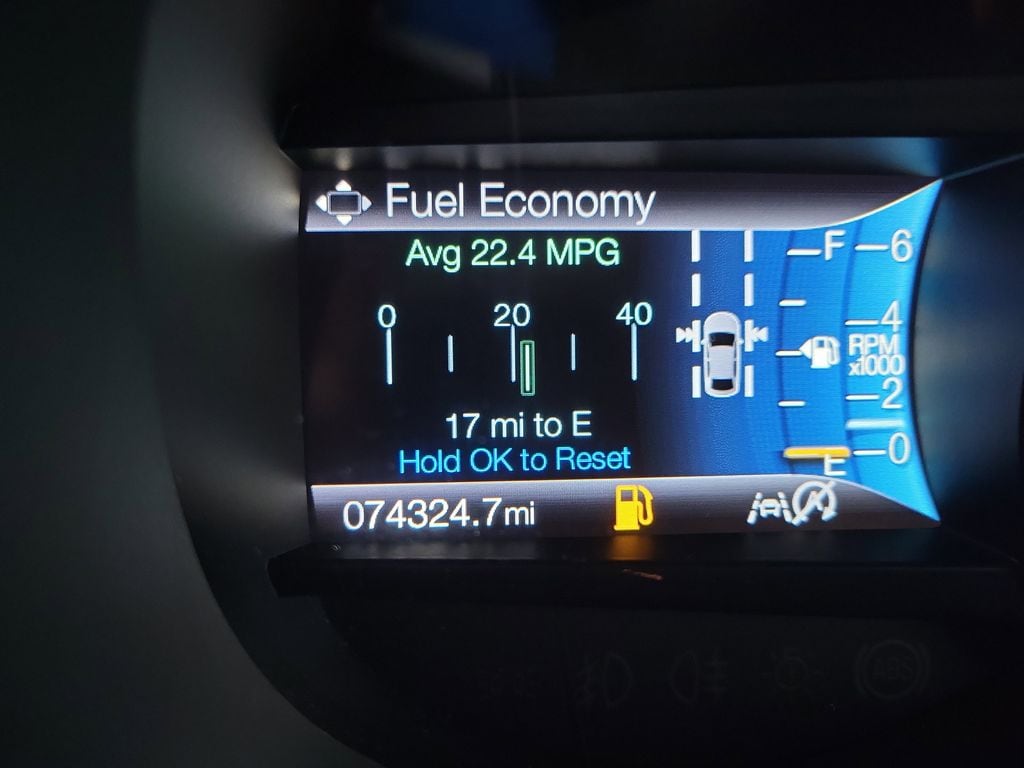 Fuel Economy
Avg 22.4 MPG
0 20 40
17 mi to E
Hold OK to Reset
F 6
4
RPM
x1000
2
0
E
074324.7mi
ABS